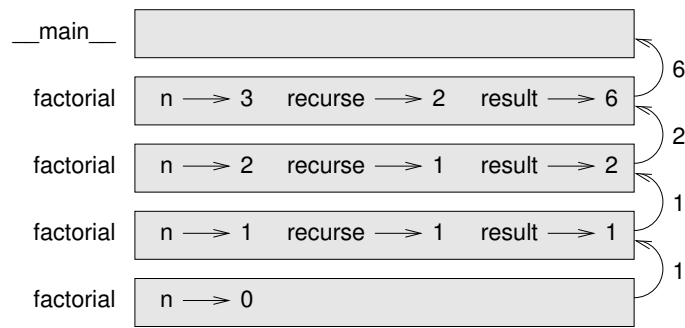 __main__
6
factorial n 3 recurse 2 result 6
2
factorial n 2 recurse 1 result 2
1
factorial n 1 recurse 1 result 1
1
factorial n 0